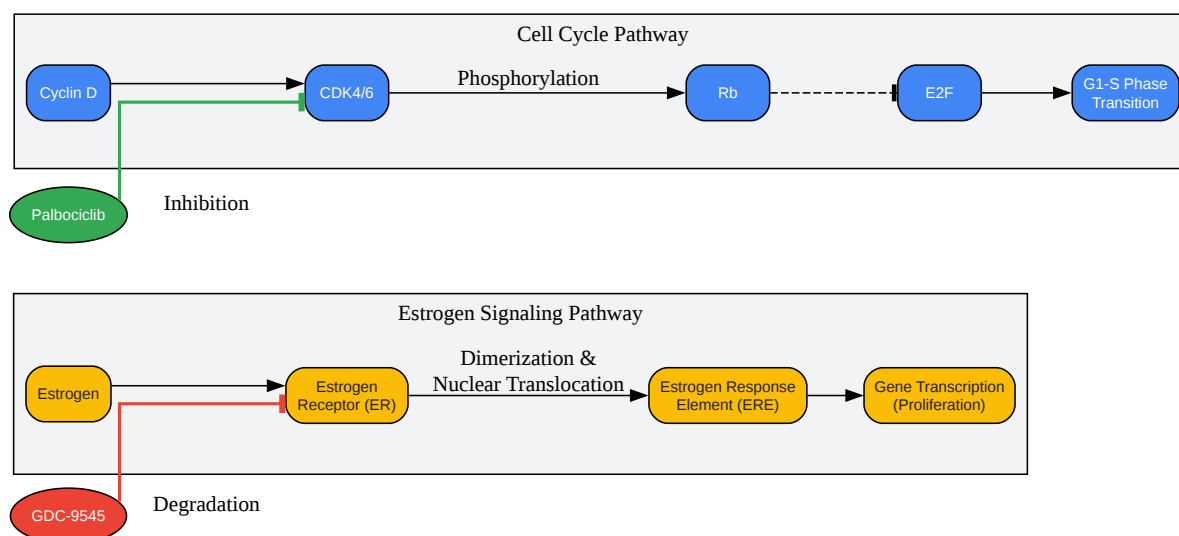 Cell Cycle Pathway
Phosphorylation
Cyclin D
CDK4/6
Rb
E2F
G1-S Phase
Transition
Inhibition
Palbociclib
Estrogen Signaling Pathway
Dimerization &
Nuclear Translocation
Estrogen
Estrogen
Receptor (ER)
Estrogen Response
Element (ERE)
Gene Transcription
(Proliferation)
Degradation
GDC-9545